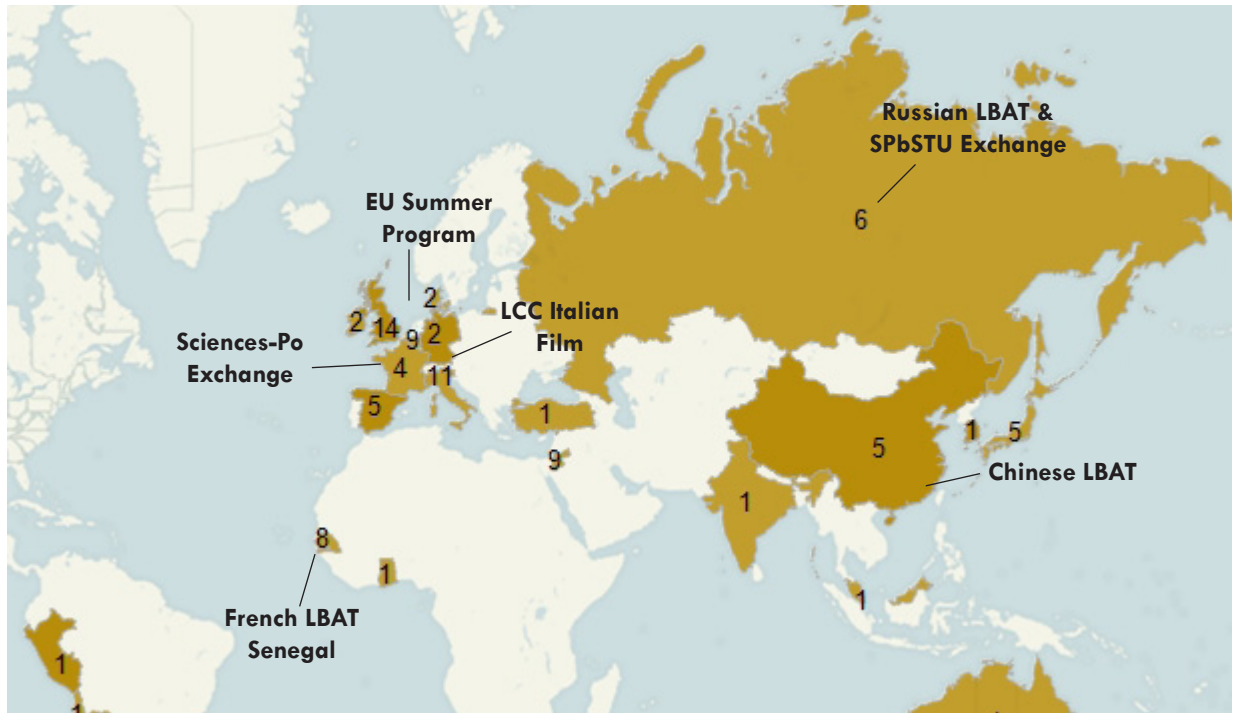 Russian LBAT &
SPbSTU Exchange
6
EU Summer
Program
2
LCC Italian
Film
2
14
9
2
Sciences-Po
Exchange
4
11
5
1
9
5
1
5
Chinese LBAT
1
8
1
1
French LBAT
Senegal
1